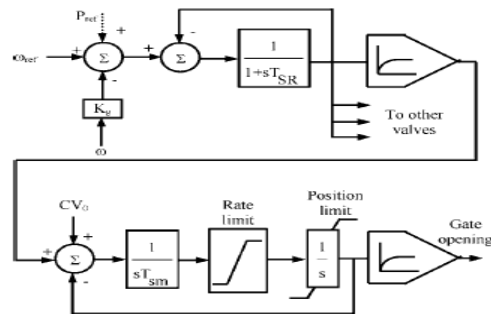 P_ref
+
-
ω_ref
+
Σ
+
Σ
1
1+sT_SR
-
K_g
ω
To other
valves
CV_0
+
+
Σ
-
1
sT_sm
Rate
limit
Position
limit
1
s
Gate
opening